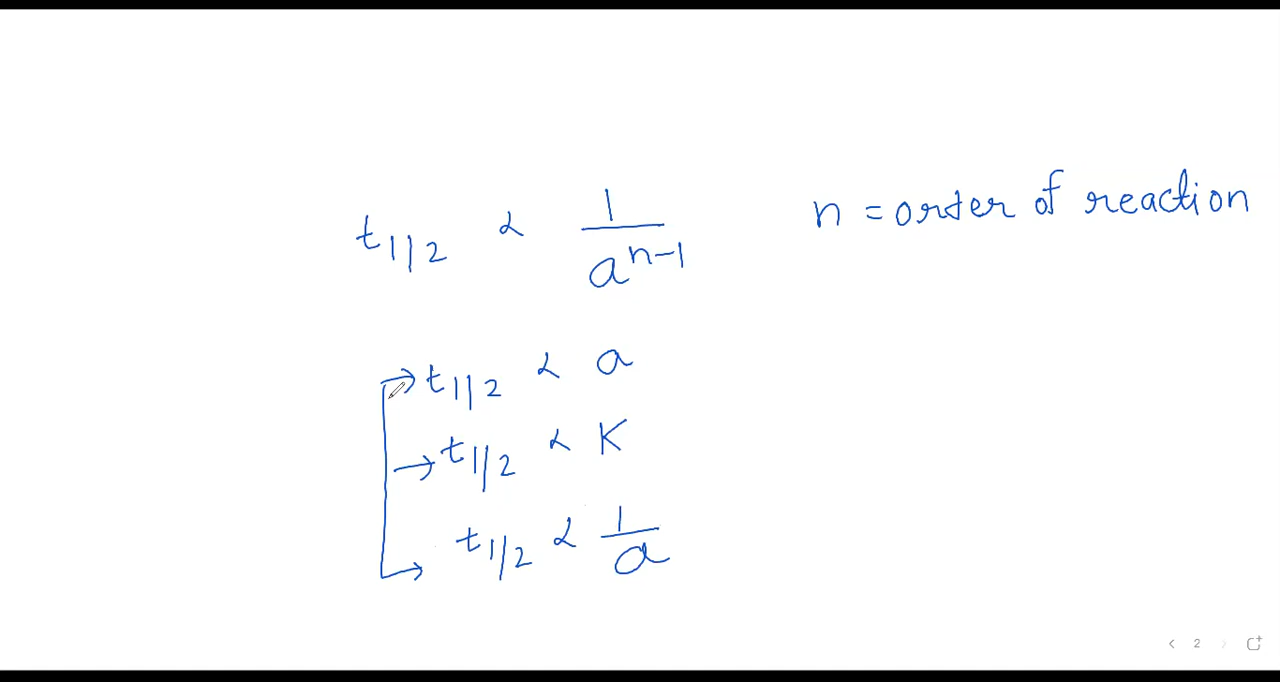 t1/2 ∝ 1/a^n-1 n = order of reaction
t1/2 ∝ a
t1/2 ∝ K
t1/2 ∝ 1/a
2